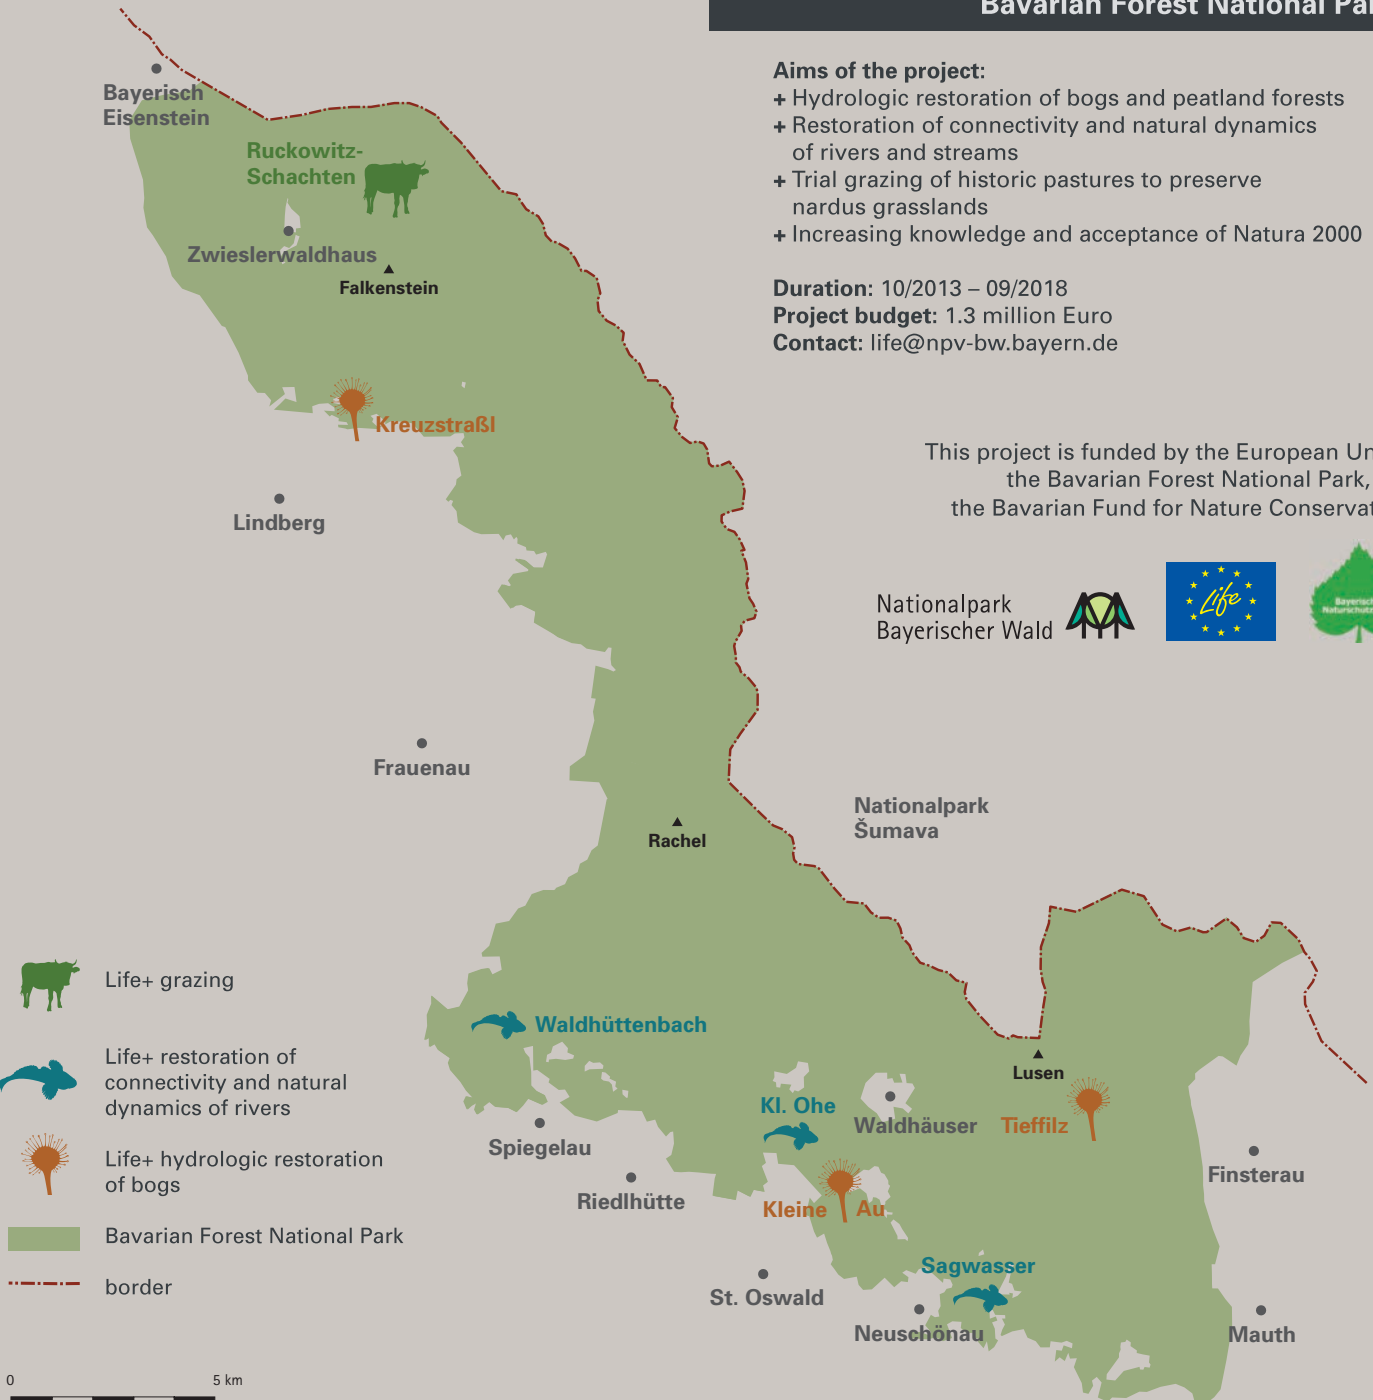 Bavarian Forest National
Aims of the project:
+ Hydrologic restoration of bogs and peatland forests
+ Restoration of connectivity and natural dynamics
of rivers and streams
+ Trial grazing of historic pastures to preserve
nardus grasslands
+ Increasing knowledge and acceptance of Natura 2000
Duration: 10/2013 – 09/2018
Project budget: 1.3 million Euro
Contact: life@npv-bw.bayern.de
This project is funded by the European
the Bavarian Forest National Park,
the Bavarian Fund for Nature
Nationalpark
Bayerischer Wald
Life
Bayerisch
Naturschutz
Bayerisch
Eisenstein
Ruckowitz-
Schachten
Zwieslerwaldhaus
Falkenstein
Kreuzstraßl
Lindberg
Frauenau
Rachel
Nationalpark
Šumava
Waldhüttenbach
Lusen
Kl. Ohe
Waldhäuser
Tieffilz
Spiegelau
Riedlhütte
Kleine Au
Finsterau
Sagwasser
St. Oswald
Neuschönau
Mauth
Life+ grazing
Life+ restoration of
connectivity and natural
dynamics of rivers
Life+ hydrologic restoration
of bogs
Bavarian Forest National Park
border
0 5 km